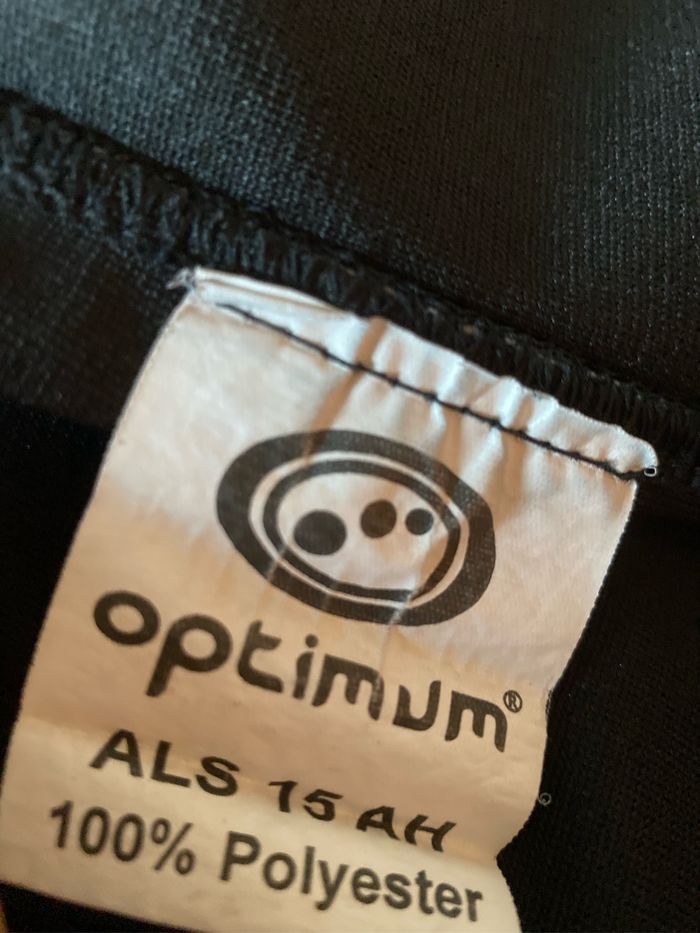 optimum®
ALS 15 AH
100% Polyester